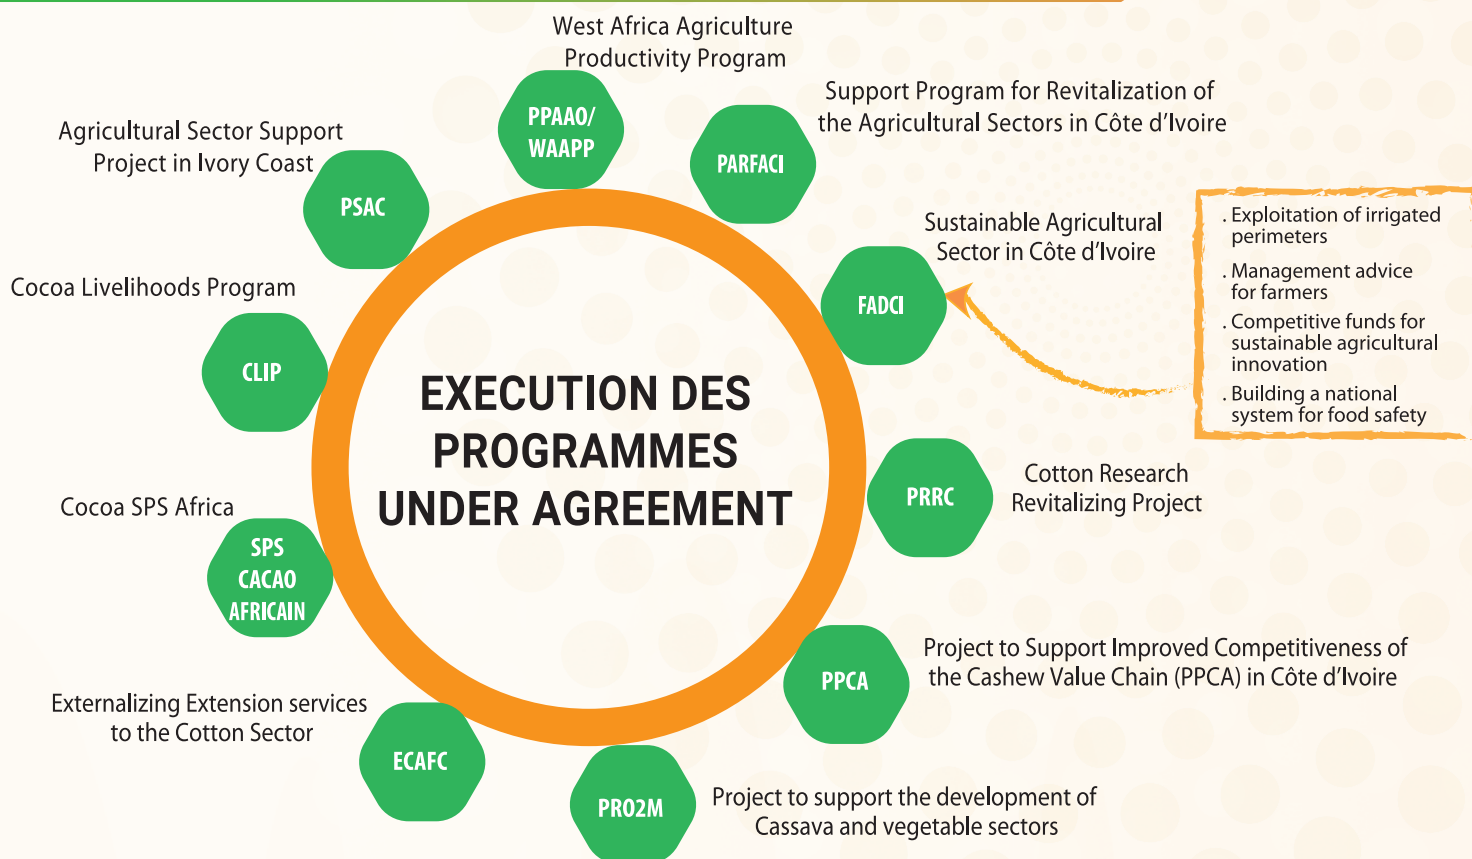 West Africa Agriculture
Productivity Program
PPAAO/
WAAPP
Support Program for Revitalization of
the Agricultural Sectors in Côte d’Ivoire
PARFACI
Agricultural Sector Support
Project in Ivory Coast
PSAC
Sustainable Agricultural
Sector in Côte d’Ivoire
FADCI
. Exploitation of irrigated
perimeters
. Management advice
for farmers
. Competitive funds for
sustainable agricultural
innovation
. Building a national
system for food safety
Cocoa Livelihoods Program
CLIP
EXECUTION DES
PROGRAMMES
UNDER AGREEMENT
Cotton Research
Revitalizing Project
PRRC
Cocoa SPS Africa
SPS
CACAO
AFRICAIN
Project to Support Improved Competitiveness of
the Cashew Value Chain (PPCA) in Côte d’Ivoire
PPCA
Externalizing Extension services
to the Cotton Sector
ECAFC
PRO2M
Project to support the development of
Cassava and vegetable sectors